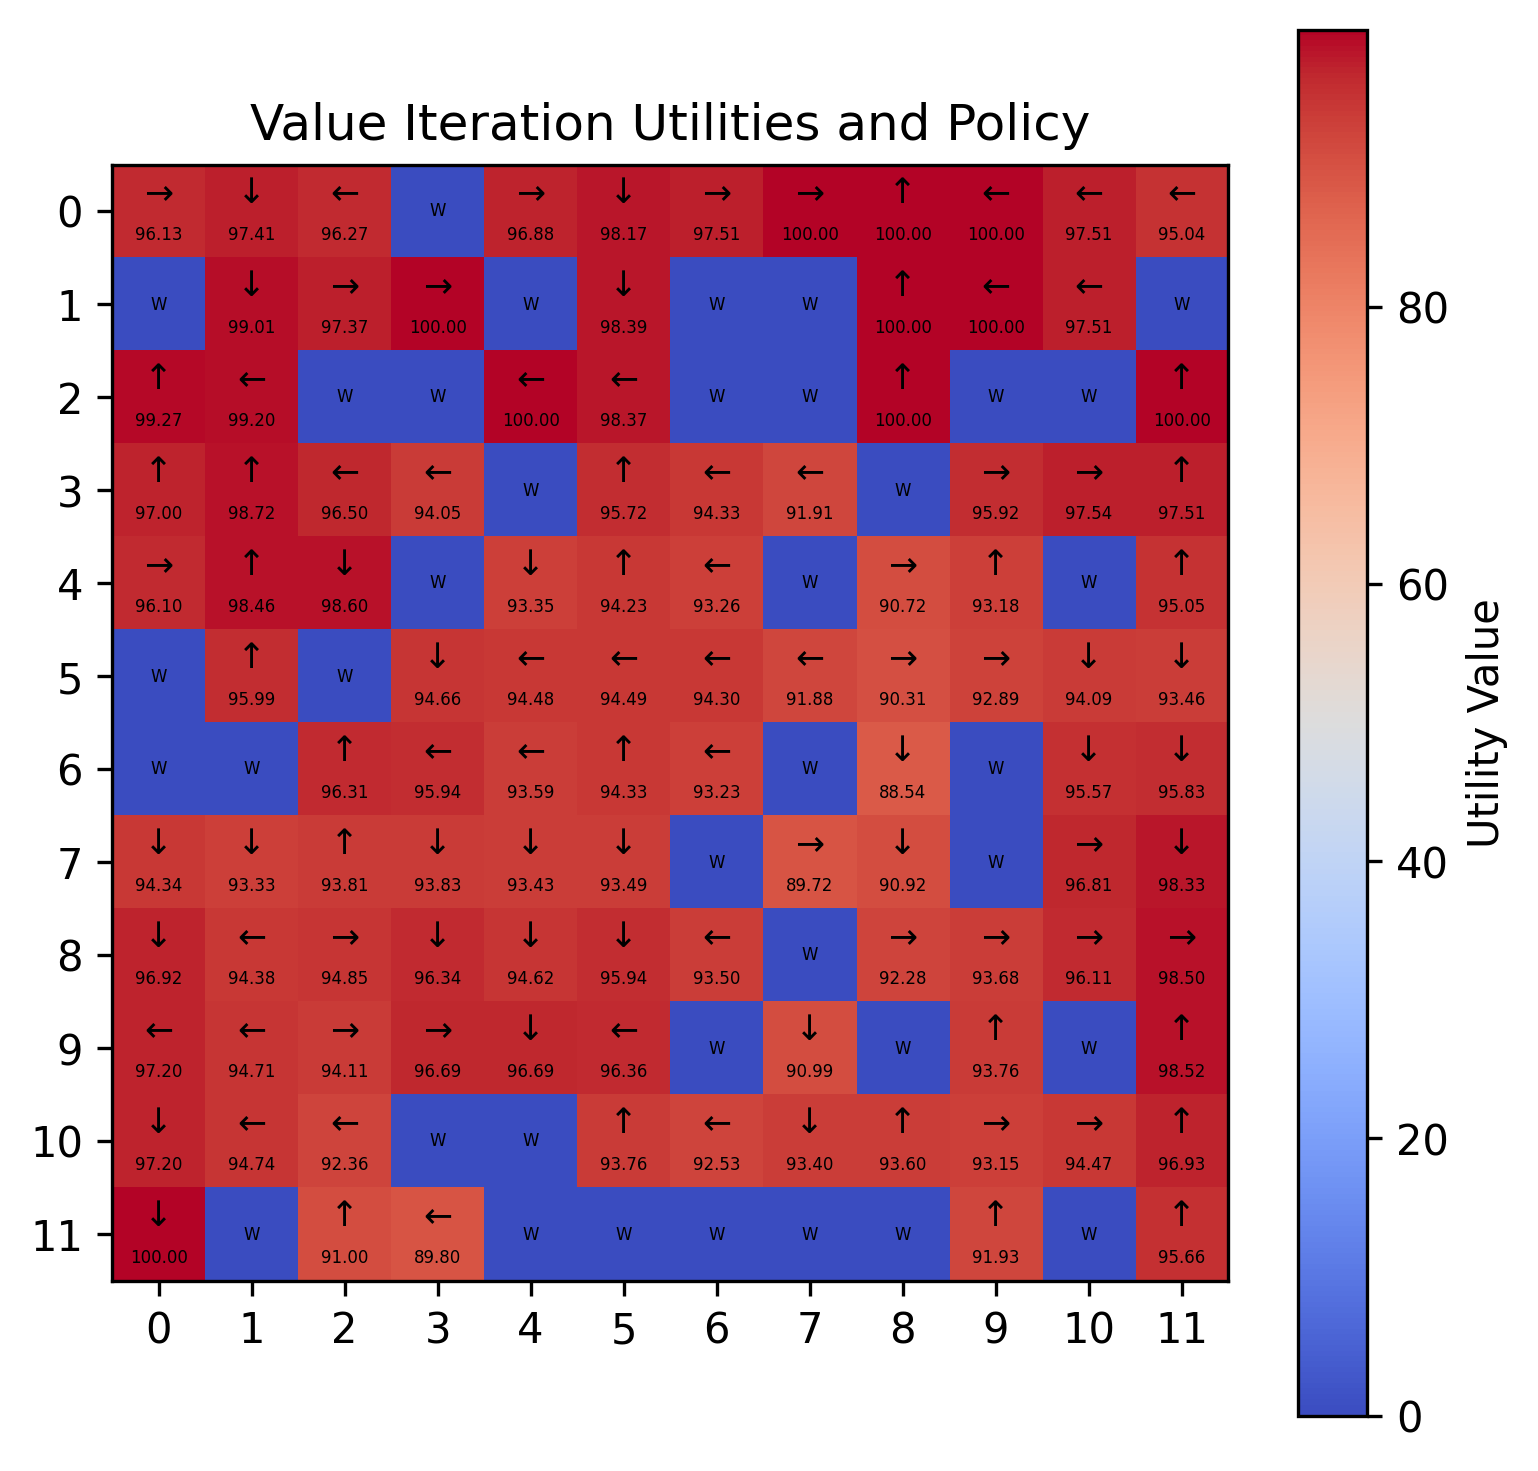 Value Iteration Utilities and Policy
0 → ↓ ← W → ↓ → → ↑ ← ← ←
96.13 97.41 96.27 96.88 98.17 97.51 100.00 100.00 100.00 97.51 95.04
1 W ↓ → → W ↓ W W ↑ ← ← W
99.01 97.37 100.00 98.39 100.00 100.00 97.51
2 ↑ ← W W ← ← W W ↑ W W ↑
99.27 99.20 100.00 98.37 100.00 100.00
3 ↑ ↑ ← ← W ↑ ← ← W → → ↑
97.00 98.72 96.50 94.05 95.72 94.33 91.91 95.92 97.54 97.51
4 → ↑ ↓ W ↓ ↑ ← W → ↑ W ↑
96.10 98.46 98.60 93.35 94.23 93.26 90.72 93.18 95.05
5 W ↑ W ↓ ← ← ← ← → → ↓ ↓
95.99 94.66 94.48 94.49 94.30 91.88 90.31 92.89 94.09 93.46
6 W W ↑ ← ← ↑ ← W ↓ W ↓ ↓
96.31 95.94 93.59 94.33 93.23 88.54 95.57 95.83
7 ↓ ↓ ↑ ↓ ↓ ↓ W → ↓ W → ↓
94.34 93.33 93.81 93.83 93.43 93.49 89.72 90.92 96.81 98.33
8 ↓ ← → ↓ ↓ ↓ ← W → → → →
96.92 94.38 94.85 96.34 94.62 95.94 93.50 92.28 93.68 96.11 98.50
9 ← ← → → ↓ ← W ↓ W ↑ W ↑
97.20 94.71 94.11 96.69 96.69 96.36 90.99 93.76 98.52
10 ↓ ← ← W W ↑ ← ↓ ↑ → → ↑
97.20 94.74 92.36 93.76 92.53 93.40 93.60 93.15 94.47 96.93
11 ↓ W ↑ ← W W W W W ↑ W ↑
100.00 91.00 89.80 91.93 95.66
0 1 2 3 4 5 6 7 8 9 10 11
80
60
40
20
0
Utility Value